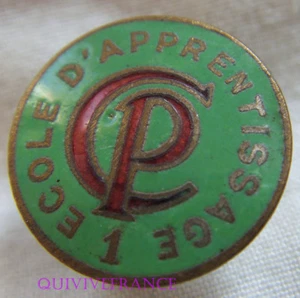 ECOLE D'APPRENTISSAGE
CP
1
QUIVIVEFRANCE